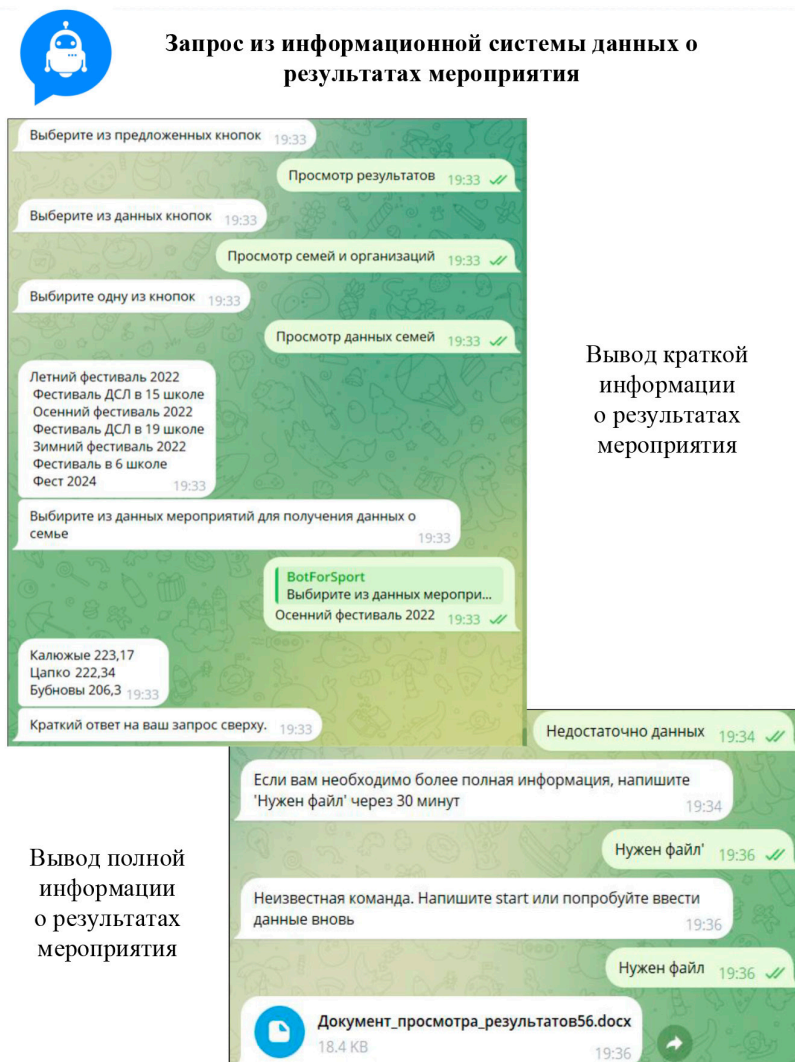 Запрос из информационной системы данных о
результатах мероприятия
Выберите из предложенных кнопок 19:33
Просмотр результатов 19:33
Выберите из данных кнопок 19:33
Просмотр семей и организаций 19:33
Выбирите одну из кнопок 19:33
Просмотр данных семей 19:33
Летний фестиваль 2022
Фестиваль ДСЛ в 15 школе
Осенний фестиваль 2022
Фестиваль ДСЛ в 19 школе
Зимний фестиваль 2022
Фестиваль в 6 школе
Фест 2024 19:33
Выбирите из данных мероприятий для получения данных о
семье 19:33
BotForSport
Выбирите из данных меропри...
Осенний фестиваль 2022 19:33
Калюжые 223,17
Цапко 222,34
Бубновы 206,3 19:33
Краткий ответ на ваш запрос сверху. 19:33
Вывод краткой
информации
о результатах
мероприятия
Недостаточно данных 19:34
Если вам необходимо более полная информация, напишите
'Нужен файл' через 30 минут 19:34
Нужен файл' 19:36
Неизвестная команда. Напишите start или попробуйте ввести
данные вновь 19:36
Нужен файл 19:36
Документ_просмотра_результатов56.docx
18.4 KB 19:36
Вывод полной
информации
о результатах
мероприятия